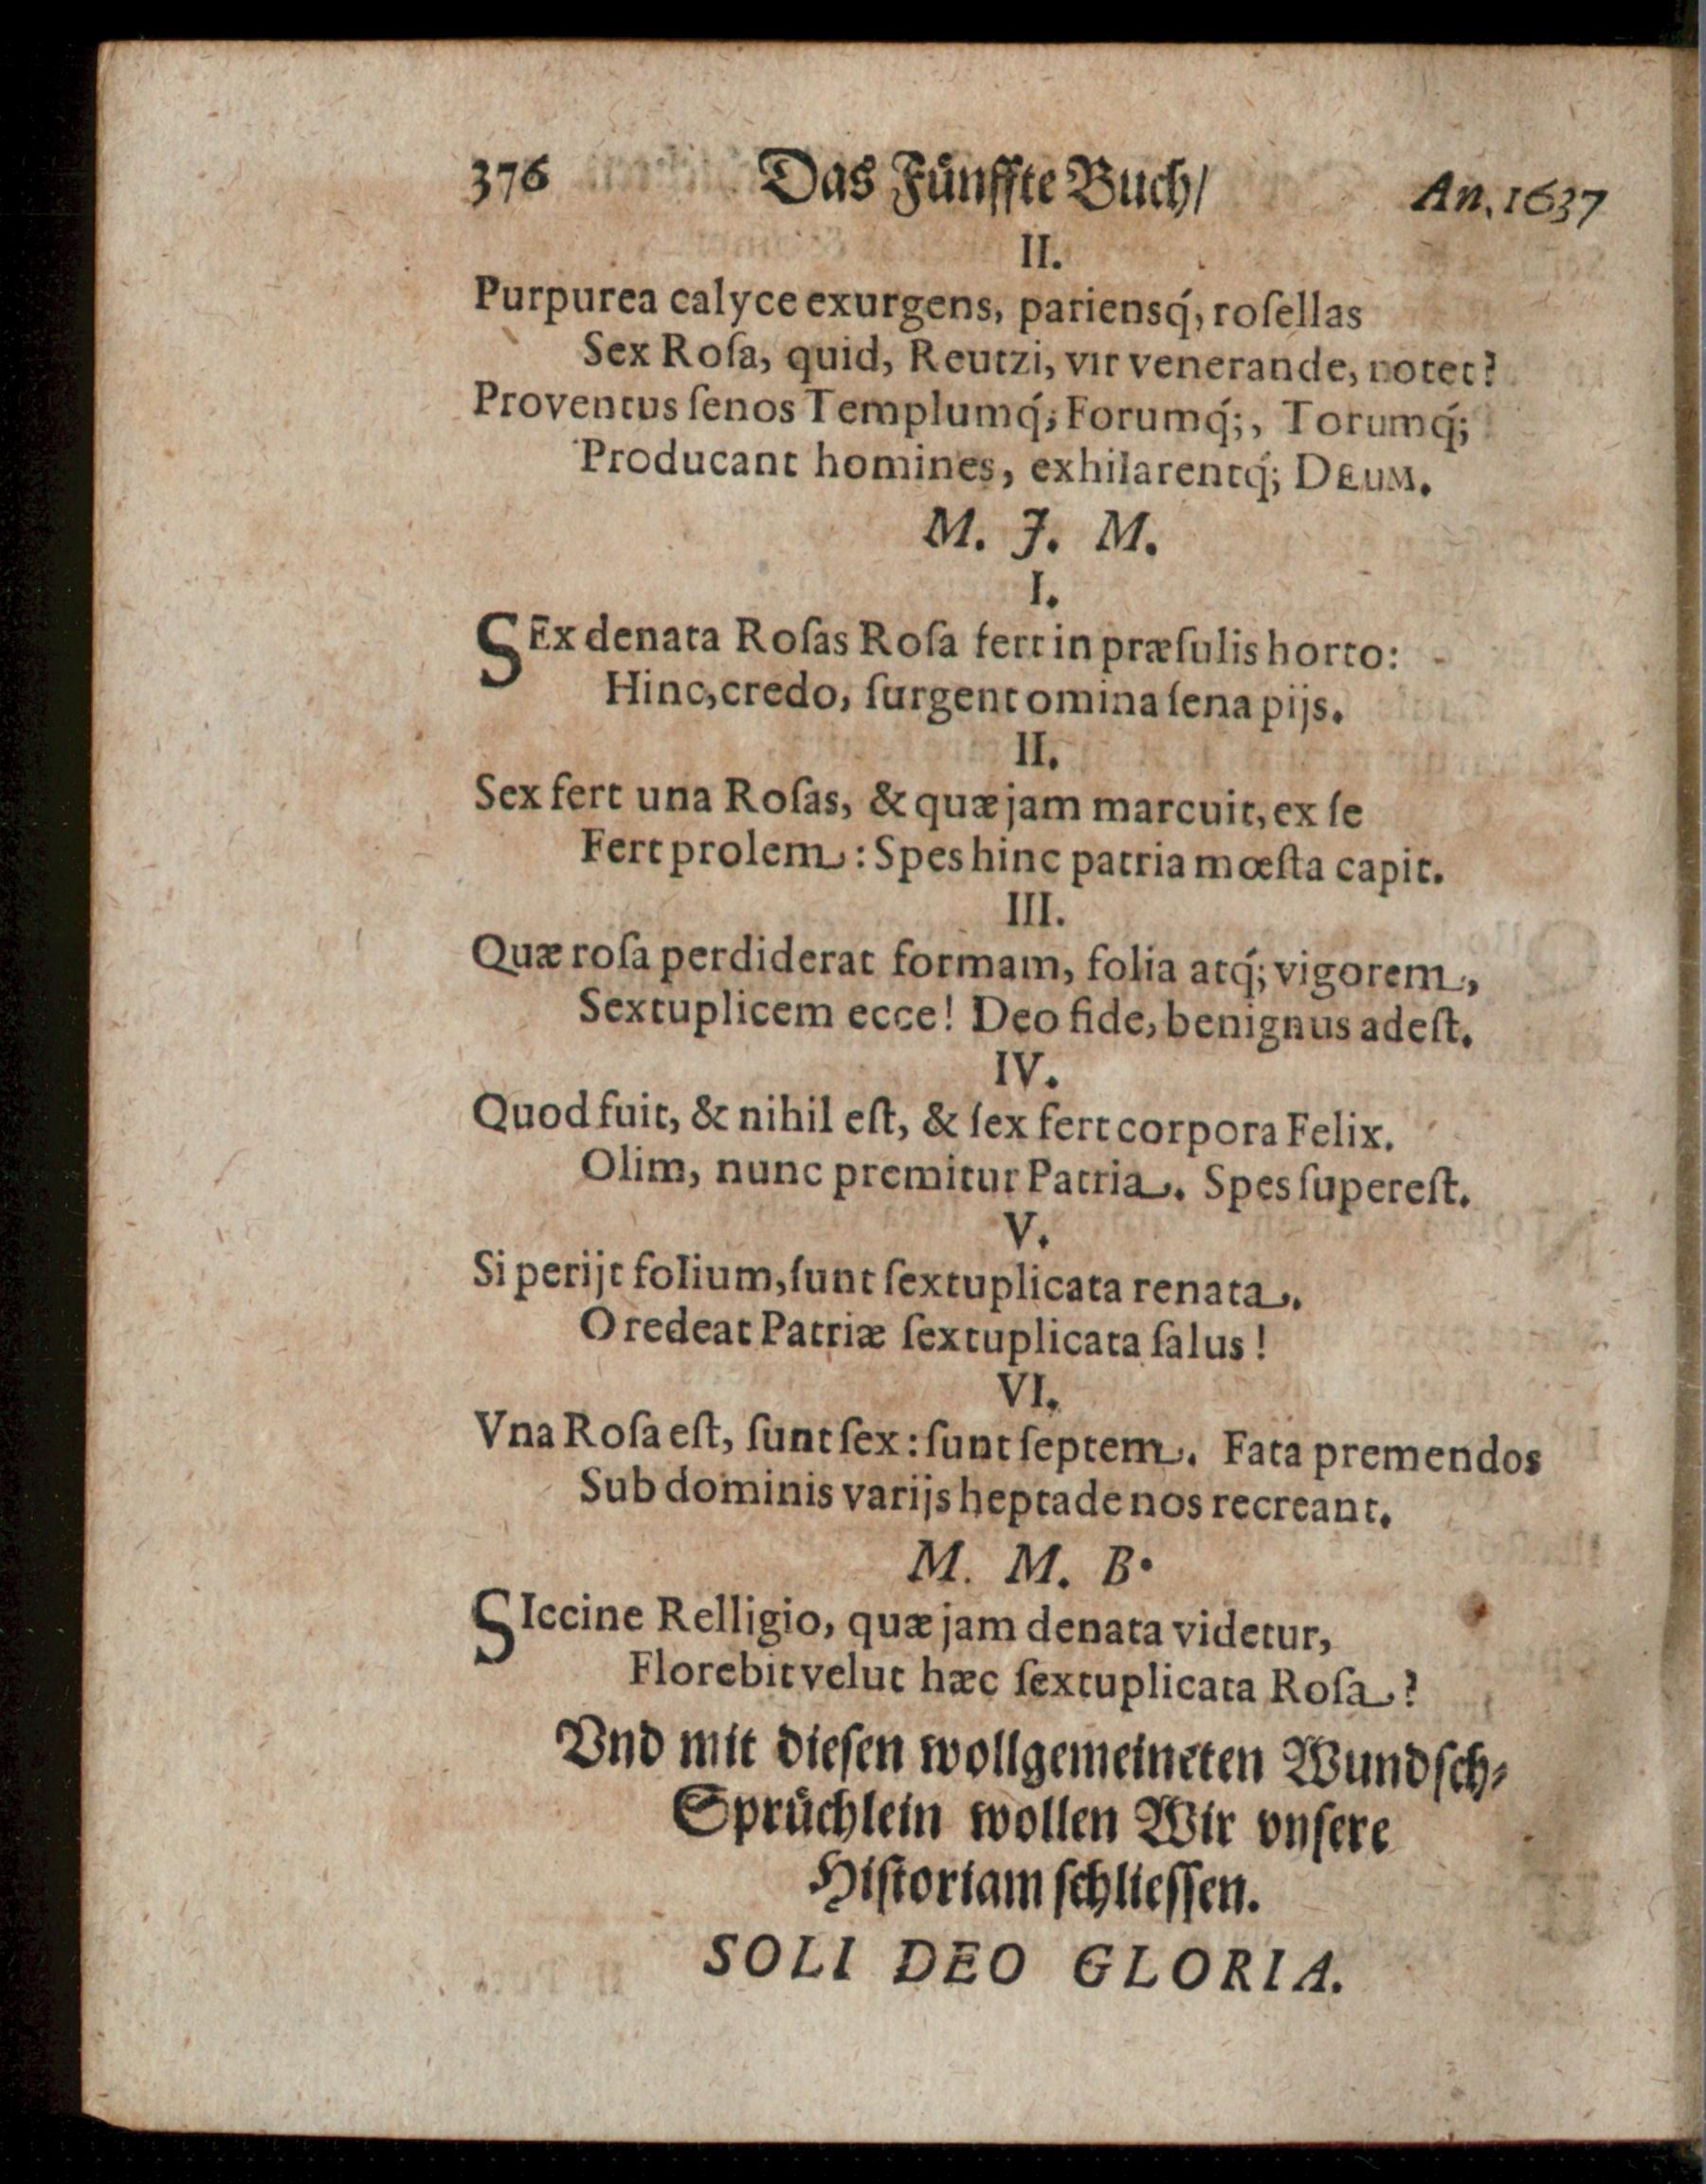 376 Das Fünffte Buch/ An. 1637
II.
Purpurea calyce exurgens, pariensq́, roſellas
Sex Roſa, quid, Reutzi, vir venerande, notet?
Proventus ſenos Templumq́; Forumq́;, Torumq́;
Producant homines, exhilarentq́; DEUM.
M. J. M.
I.
SEx denata Roſas Roſa fert in præſulis horto:
Hinc, credo, ſurgent omina ſena pijs.
II.
Sex fert una Roſas, & quæ jam marcuit, ex ſe
Fert prolem: Spes hinc patria mœſta capit.
III.
Quæ roſa perdiderat formam, folia atq́; vigorem,
Sextuplicem ecce! Deo fide, benignus adeſt.
IV.
Quod fuit, & nihil eſt, & ſex fert corpora Felix.
Olim, nunc premitur Patria. Spes ſupereſt.
V.
Si perijt folium, ſunt ſextuplicata renata.
O redeat Patriæ ſextuplicata ſalus!
VI.
Vna Roſa eſt, ſunt ſex: ſunt ſeptem. Fata premendos
Sub dominis varijs heptade nos recreant.
M. M. B.
SIccine Relligio, quæ jam denata videtur,
Florebit velut hæc ſextuplicata Roſa?
Vnd mit dieſen wollgemeineten Wundſch-
Sprüchlein wollen Wir vnſere
Hiſtoriam ſchlieſſen.
SOLI DEO GLORIA.